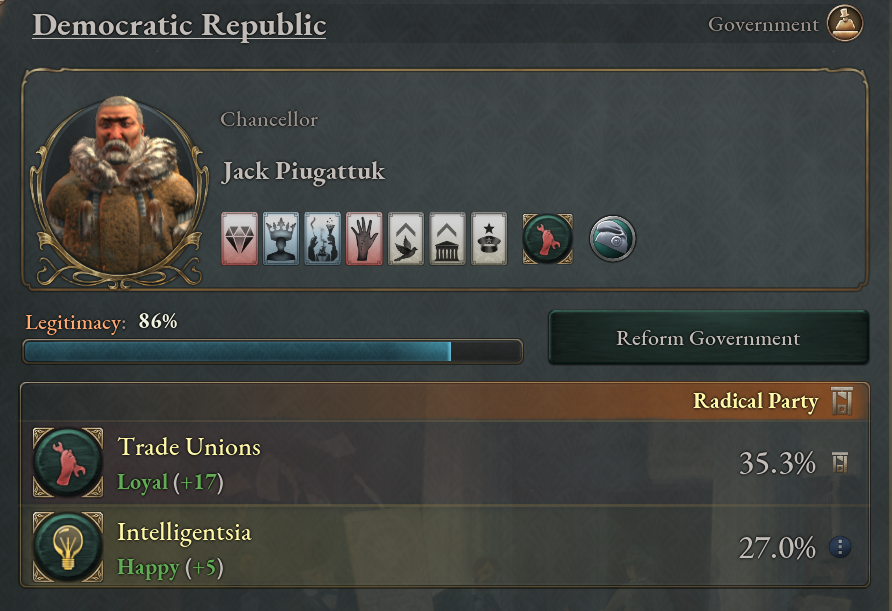 Democratic Republic
Government
Chancellor
Jack Piugattuk
Legitimacy: 86%
Reform Government
Radical Party
Trade Unions
35.3%
Loyal (+17)
Intelligentsia
27.0%
Happy (+5)